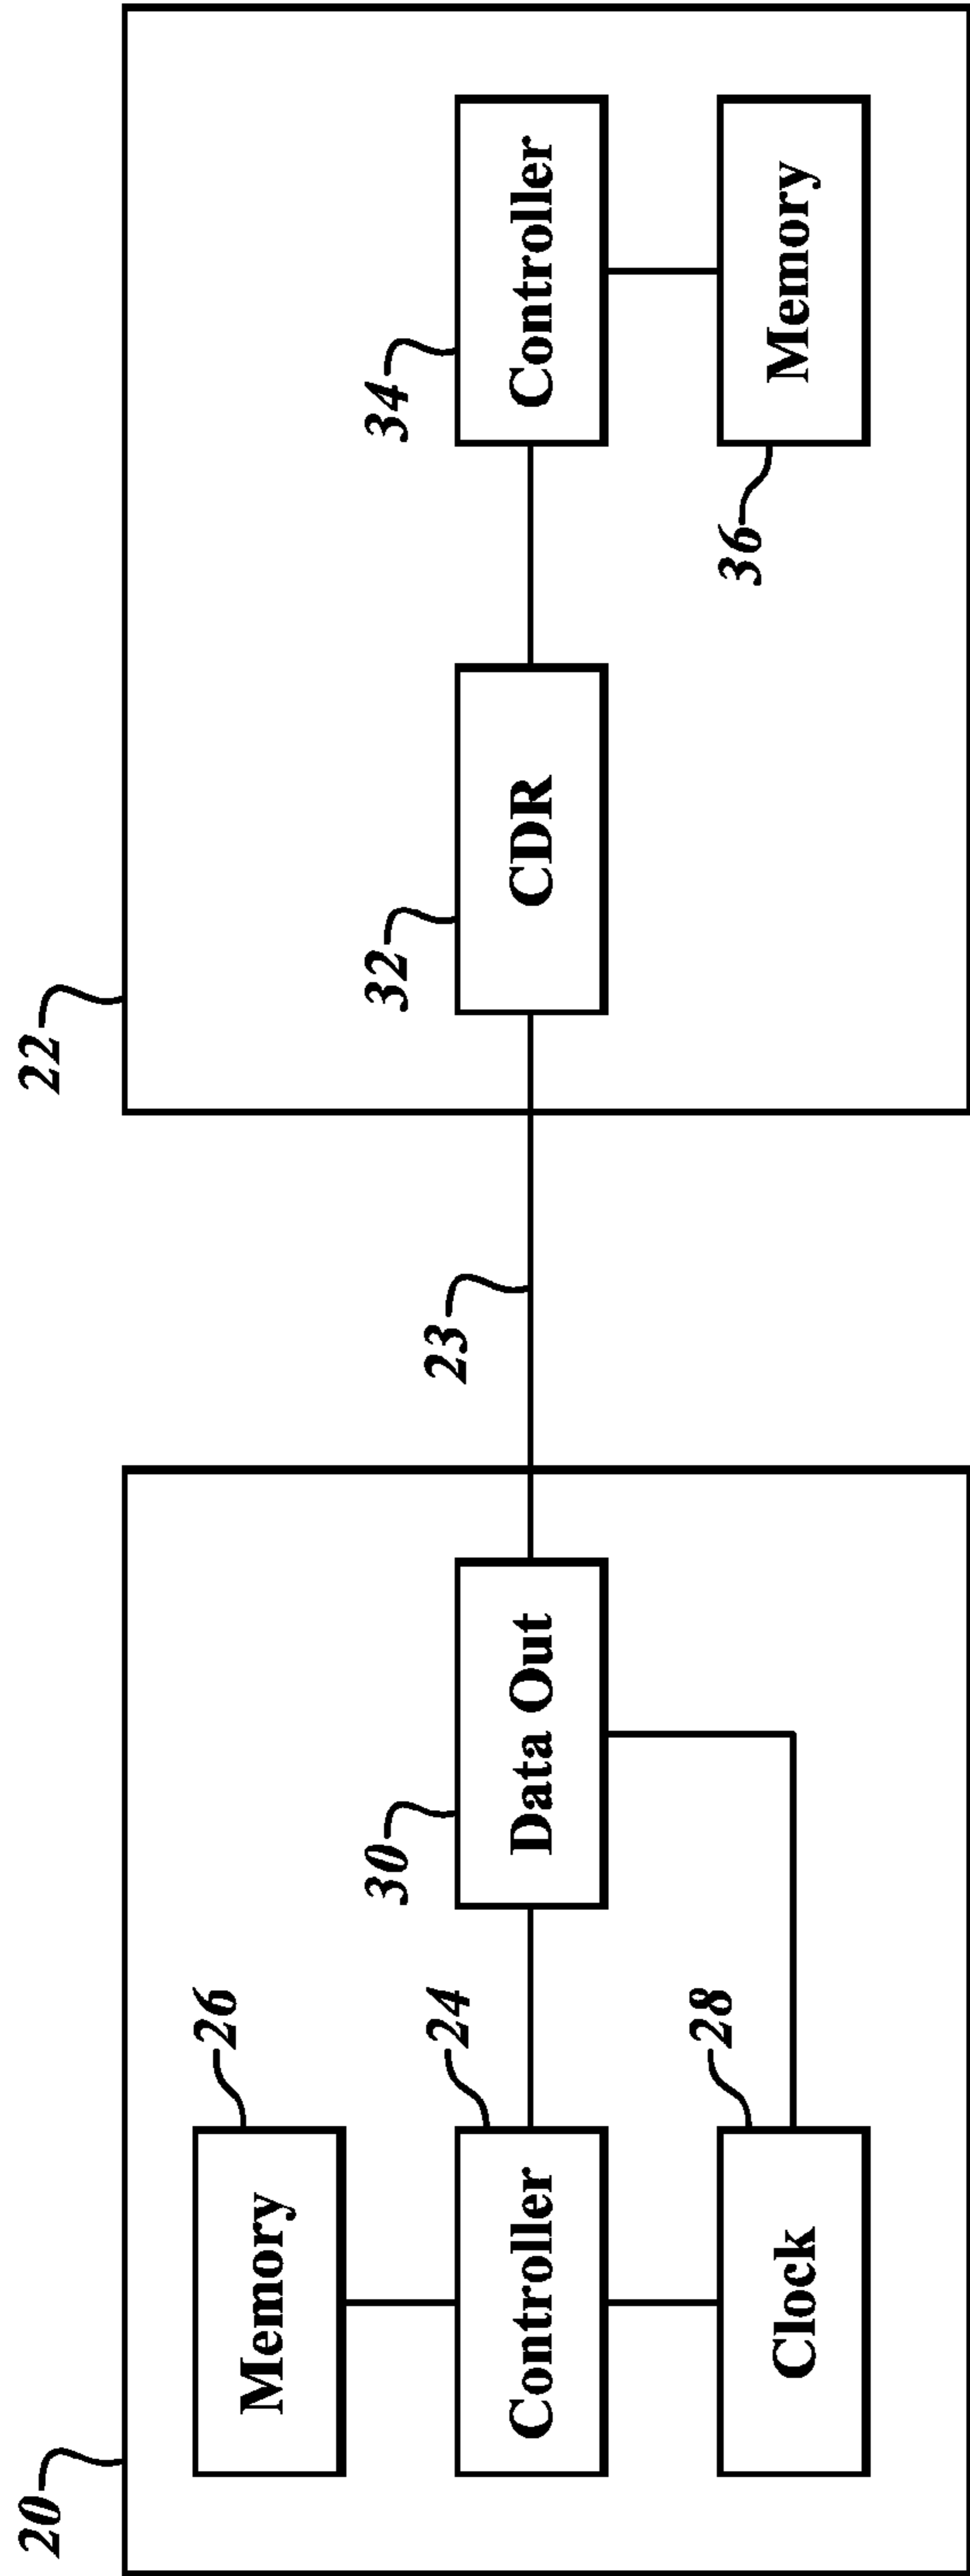 20
22
Memory
26
30
23
32
34
Controller
24
Data Out
CDR
Controller
Clock
28
36
Memory